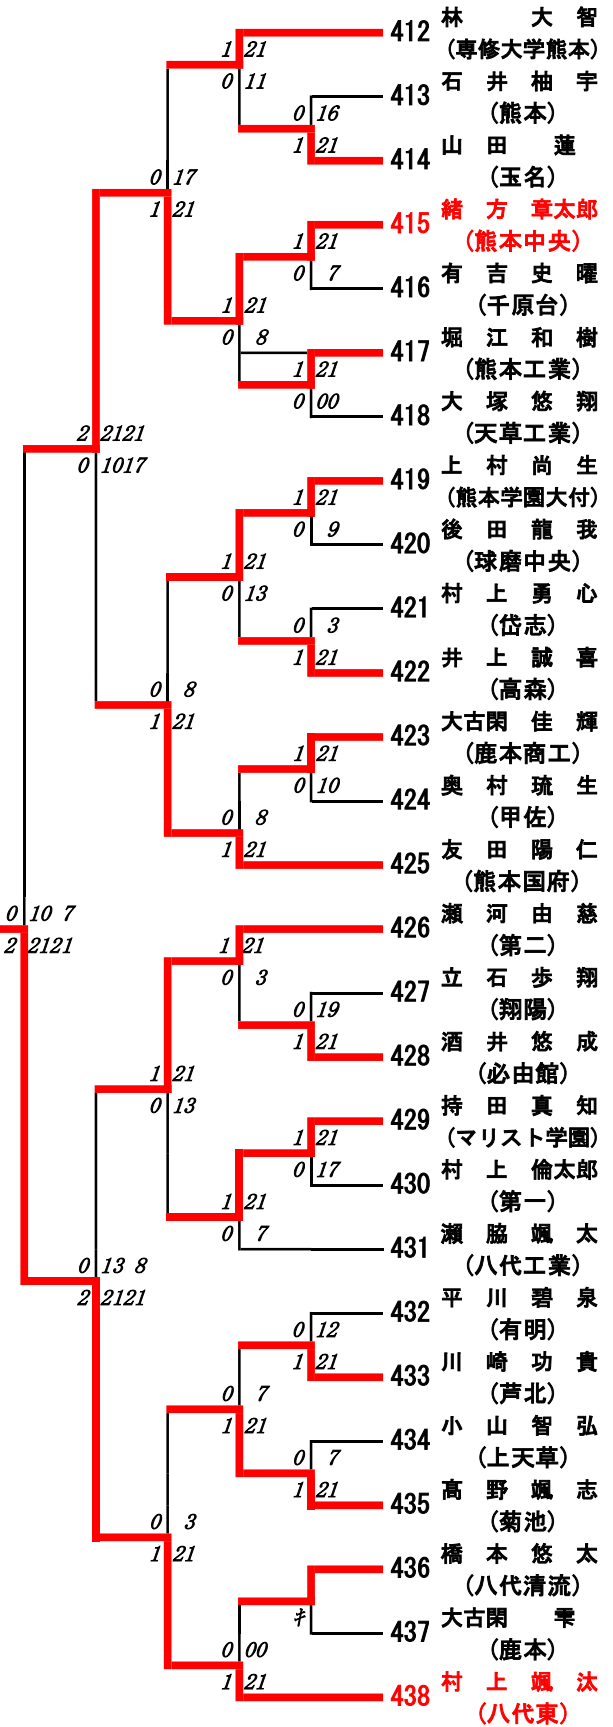 林 大 智
1 21 412
(専修大学熊本)
0 11 石 井 柚 宇
413
0 16 (熊本)
1 21 山 田 蓮
414
0 17 (玉名)
1 21 緒 方 章太郎
415
1 21 (熊本中央)
0 7 有 吉 史 曜
416
1 21 (千原台)
0 8 堀 江 和 樹
417
1 21 (熊本工業)
0 00 大 塚 悠 翔
418
2 2121 (天草工業)
0 1017 上 村 尚 生
419
1 21 (熊本学園大付)
0 9 後 田 龍 我
420
1 21 (球磨中央)
0 13 村 上 勇 心
421
0 3 (岱志)
1 21 井 上 誠 喜
422
0 8 (高森)
1 21 大古閑 佳 輝
423
1 21 (鹿本商工)
0 10 奥 村 琉 生
424
0 8 (甲佐)
1 21 友 田 陽 仁
425
(熊本国府)
0 10 7 瀬 河 由 慈
426
2 2121 1 21 (第二)
0 3 立 石 歩 翔
427
0 19 (翔陽)
1 21 酒 井 悠 成
428
1 21 (必由館)
0 13 持 田 真 知
429
1 21 (マリスト学園)
0 17 村 上 倫太郎
430
1 21 (第一)
0 7 瀬 脇 颯 太
431
0 13 8 (八代工業)
2 2121 平 川 碧 泉
432
0 12 (有明)
1 21 川 崎 功 貴
433
0 7 (芦北)
1 21 小 山 智 弘
434
0 7 (上天草)
1 21 髙 野 颯 志
435
0 3 (菊池)
1 21 橋 本 悠 太
436
(八代清流)
キ 大古閑 雫
437
0 00 (鹿本)
1 21 村 上 颯 汰
438
(八代東)